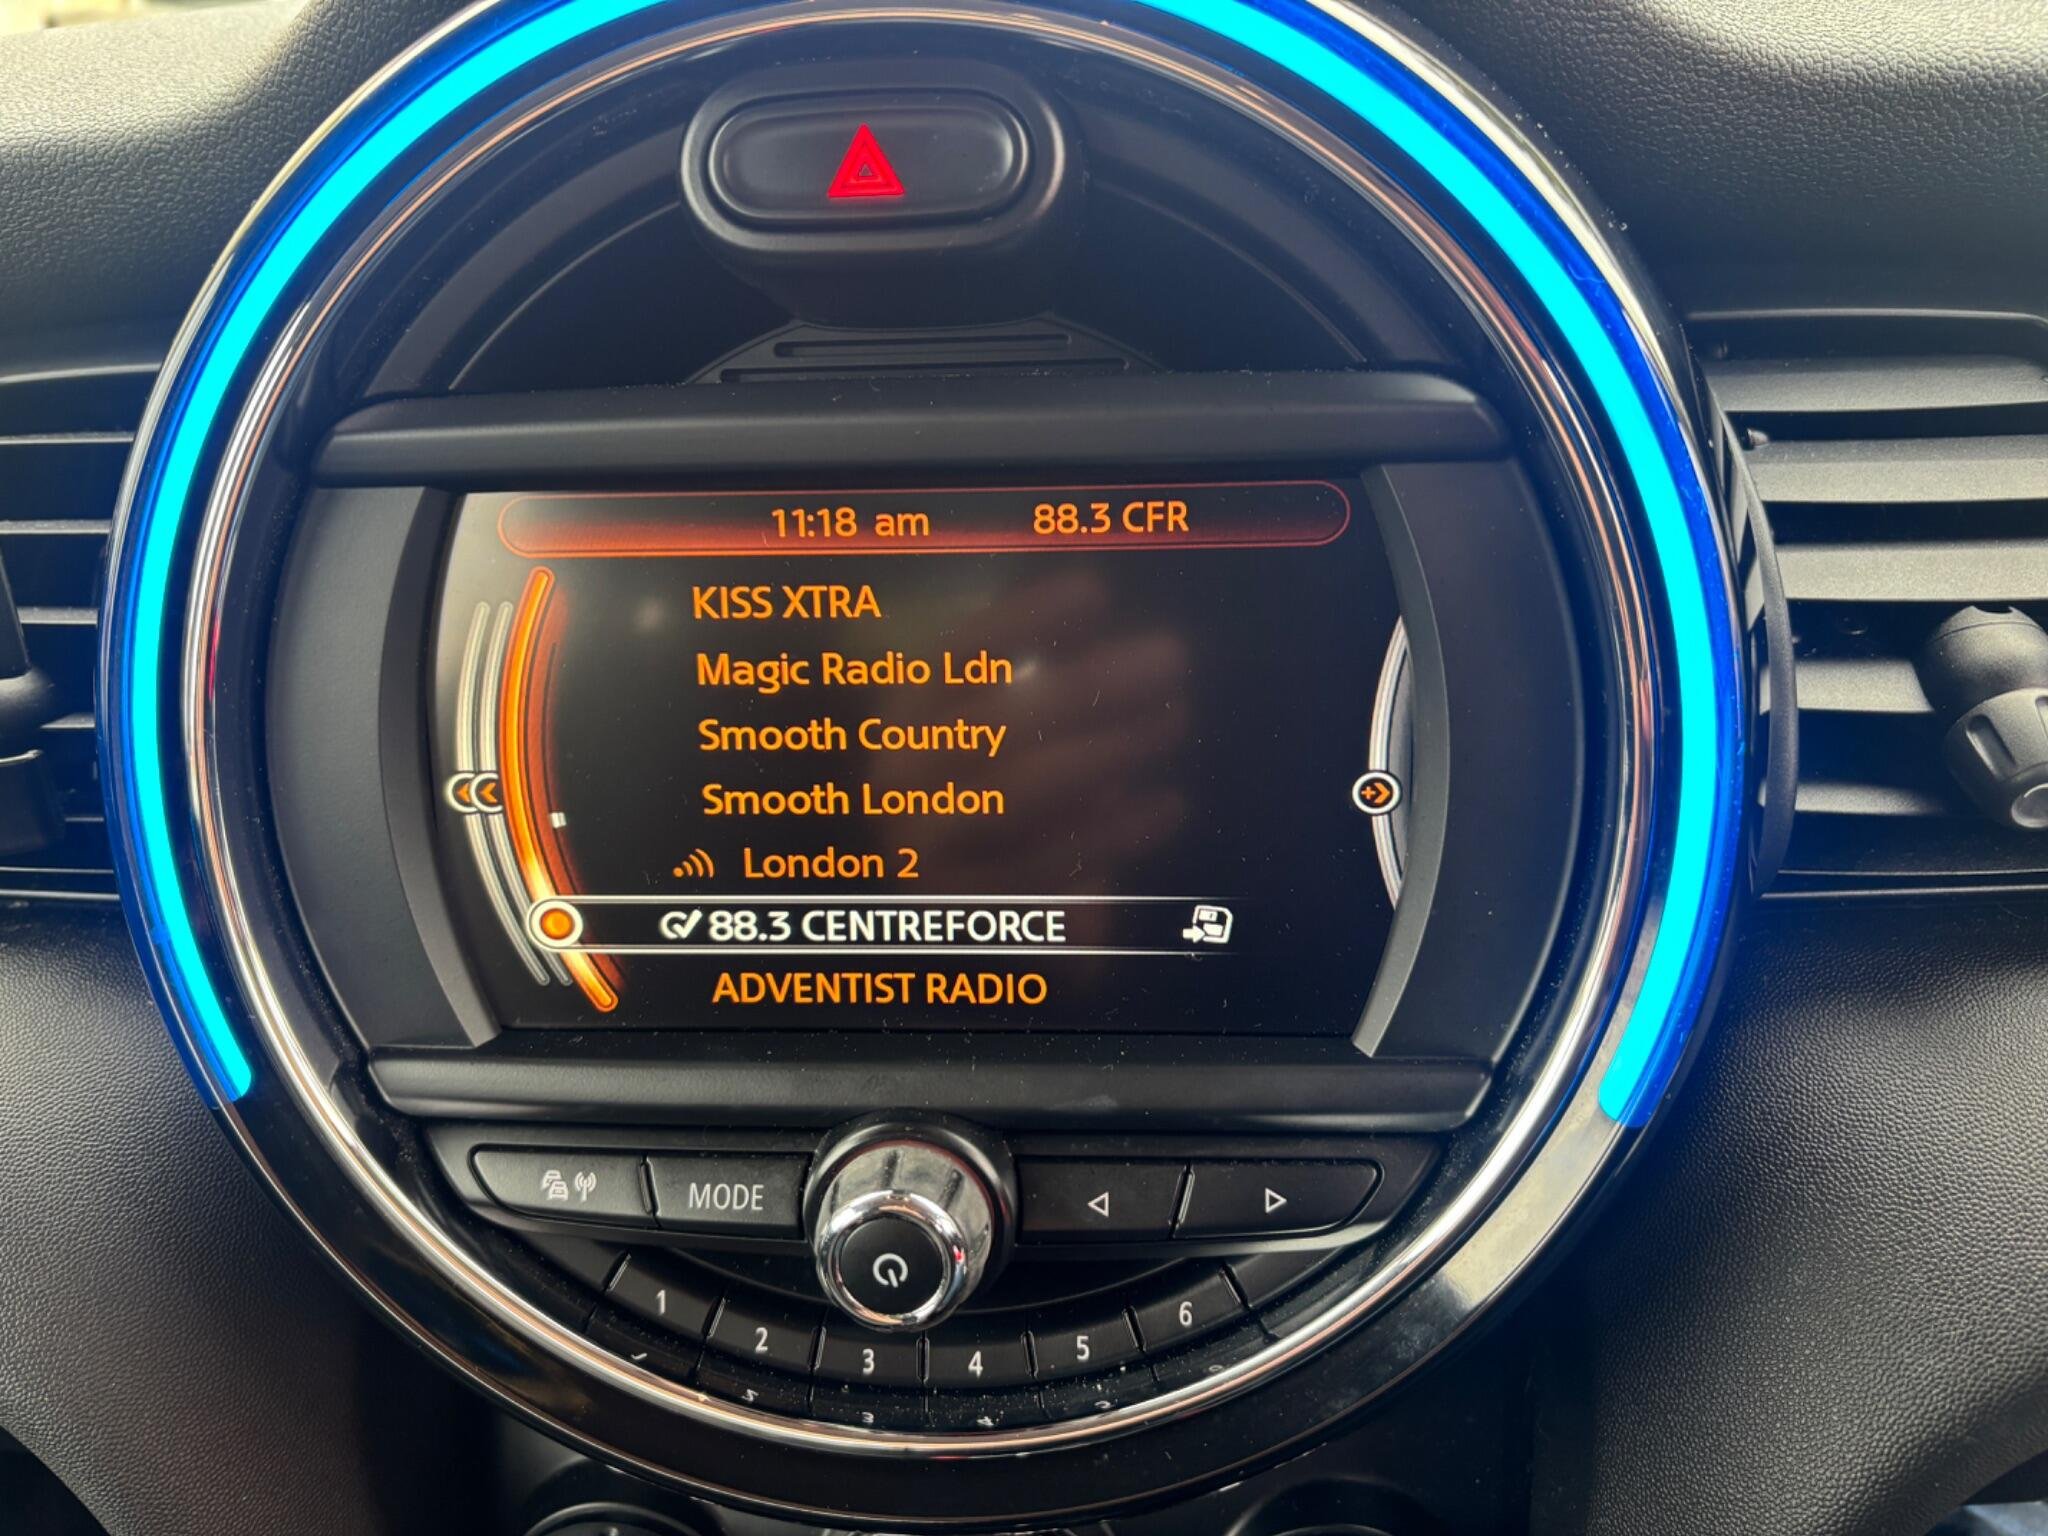 11:18 am 88.3 CFR
KISS XTRA
Magic Radio Ldn
Smooth Country
Smooth London
London 2
88.3 CENTREFORCE
ADVENTIST RADIO
MODE
1 2 3 4 5 6